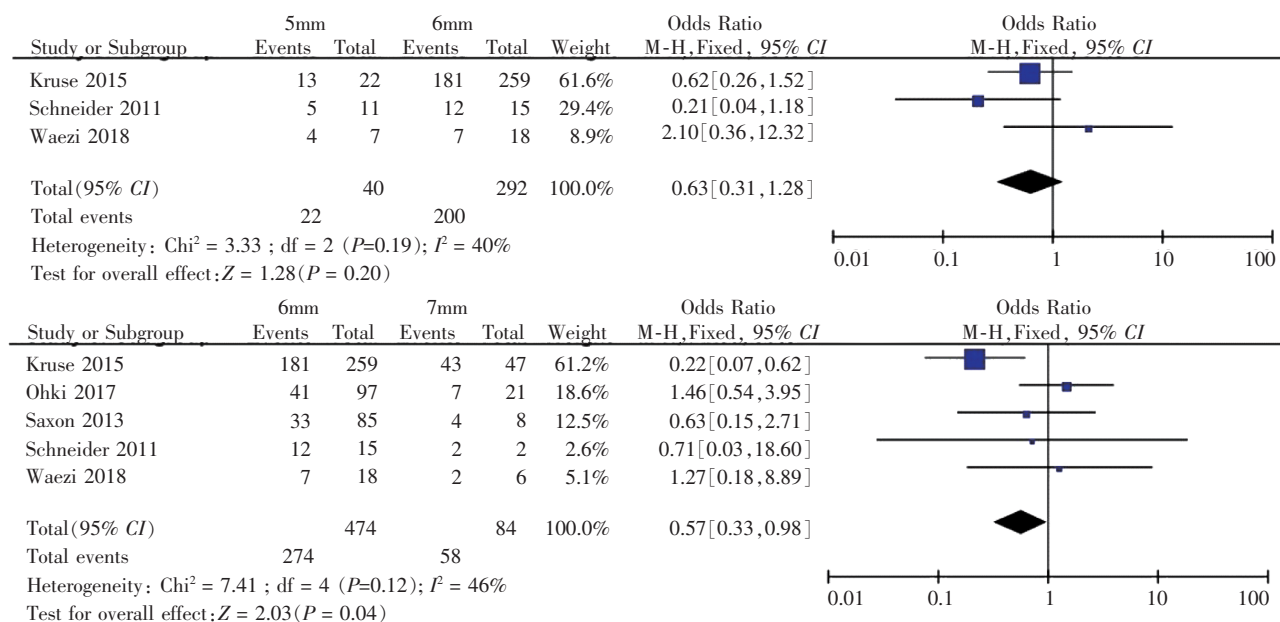 5mm 6mm Odds Ratio Odds Ratio
Study or Subgroup Events Total Events Total Weight M-H,Fixed, 95% CI M-H,Fixed, 95% CI
Kruse 2015 13 22 181 259 61.6% 0.62[0.26,1.52]
Schneider 2011 5 11 12 15 29.4% 0.21[0.04,1.18]
Waezi 2018 4 7 7 18 8.9% 2.10[0.36,12.32]
Total(95% CI) 40 292 100.0% 0.63[0.31,1.28]
Total events 22 200
Heterogeneity: Chi² = 3.33 ; df = 2 (P=0.19); I² = 40%
Test for overall effect:Z = 1.28(P = 0.20)
0.01 0.1 1 10 100
6mm 7mm Odds Ratio Odds Ratio
Study or Subgroup Events Total Events Total Weight M-H,Fixed, 95% CI M-H,Fixed, 95% CI
Kruse 2015 181 259 43 47 61.2% 0.22[0.07,0.62]
Ohki 2017 41 97 7 21 18.6% 1.46[0.54,3.95]
Saxon 2013 33 85 4 8 12.5% 0.63[0.15,2.71]
Schneider 2011 12 15 2 2 2.6% 0.71[0.03,18.60]
Waezi 2018 7 18 2 6 5.1% 1.27[0.18,8.89]
Total(95% CI) 474 84 100.0% 0.57[0.33,0.98]
Total events 274 58
Heterogeneity: Chi² = 7.41 ; df = 4 (P=0.12); I² = 46%
Test for overall effect:Z = 2.03(P = 0.04)
0.01 0.1 1 10 100